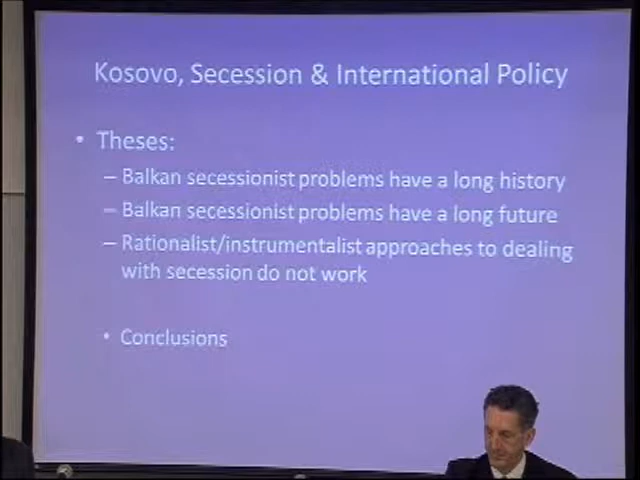 Kosovo, Secession & International Policy
• Theses:
– Balkan secessionist problems have a long history
– Balkan secessionist problems have a long future
– Rationalist/instrumentalist approaches to dealing
with secession do not work
• Conclusions